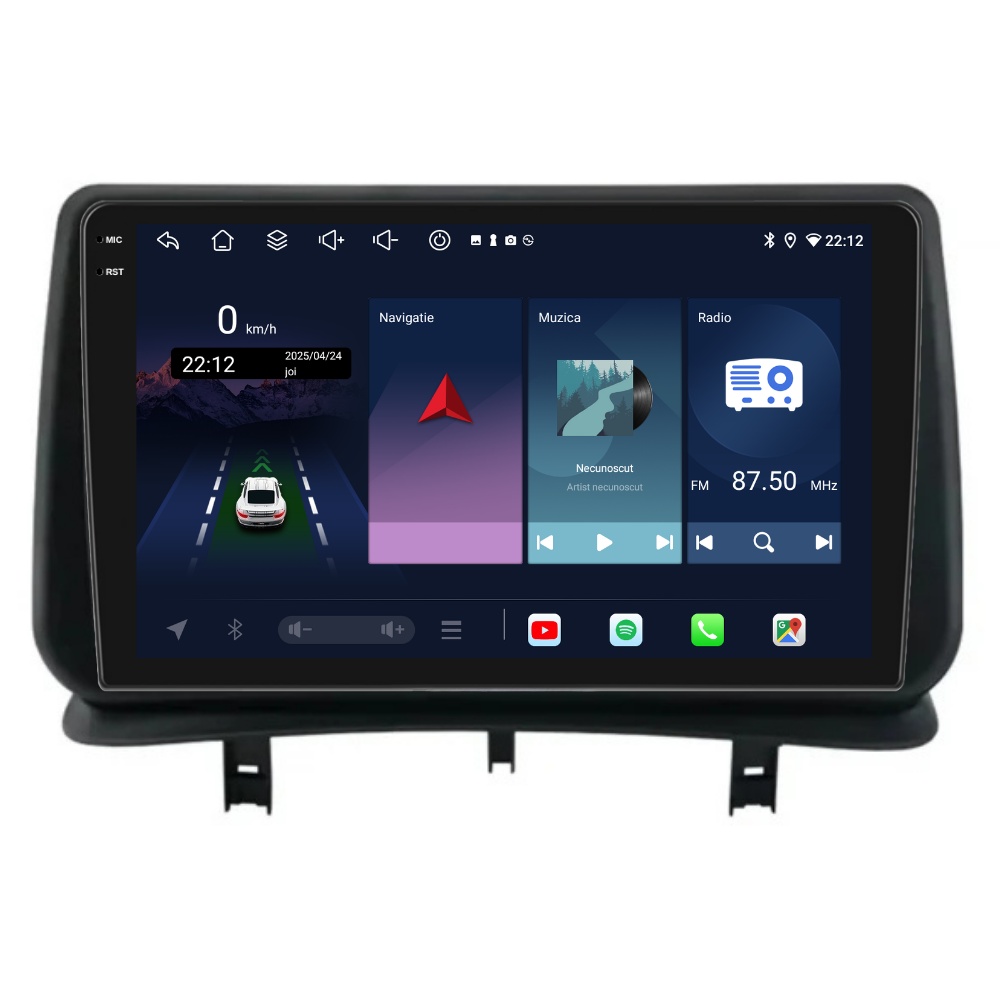 MIC
RST
22:12
0 km/h
22:12
2025/04/24
joi
Navigatie
Muzica
Necunoscut
Artist necunoscut
Radio
FM 87.50 MHz
G